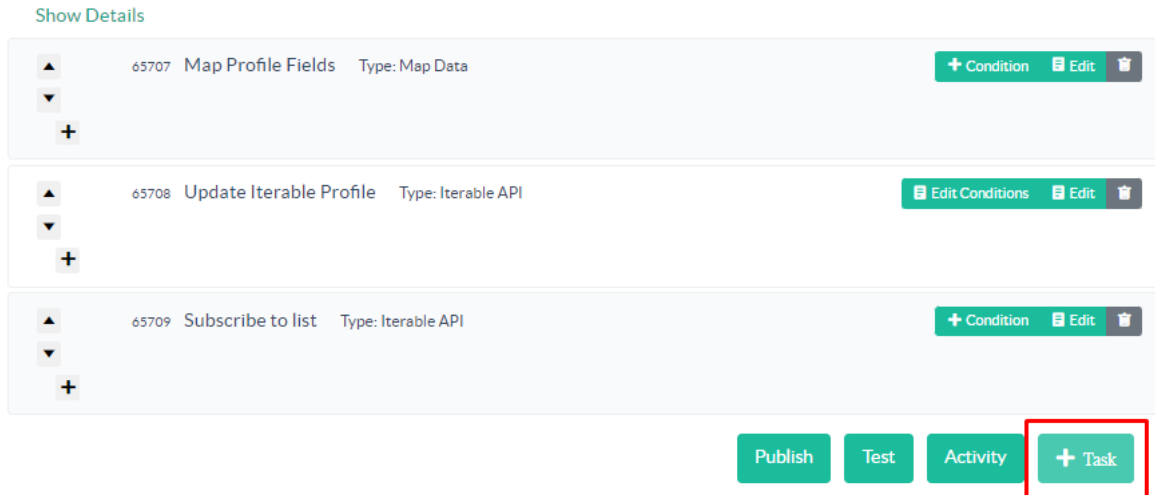 Show Details
65707 Map Profile Fields Type: Map Data + Condition Edit
65708 Update Iterable Profile Type: Iterable API Edit Conditions Edit
65709 Subscribe to list Type: Iterable API + Condition Edit
Publish Test Activity + Task